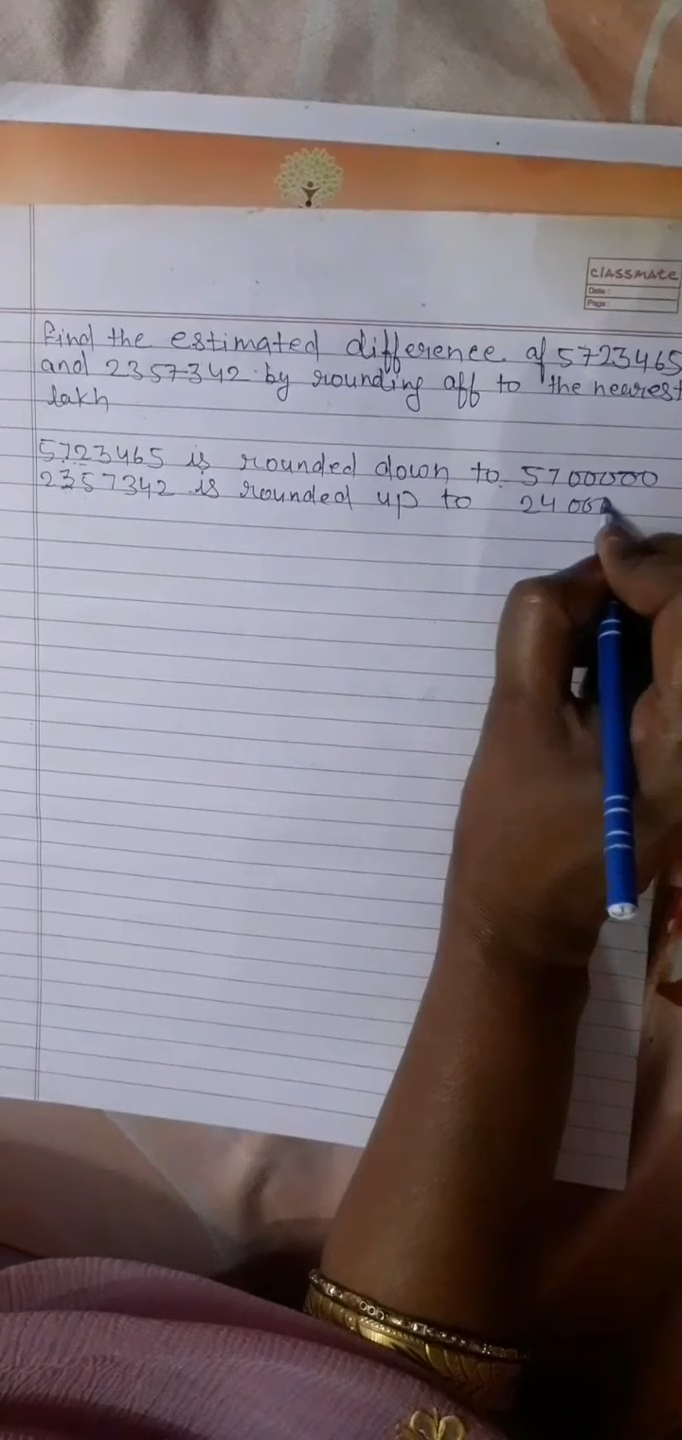 CLASSMATE
Date :
Page :
Find the estimated difference of 5723465
and 2357342 by rounding off to the nearest
lakh
5723465 is rounded down to 5700000
2357342 is rounded up to 24000